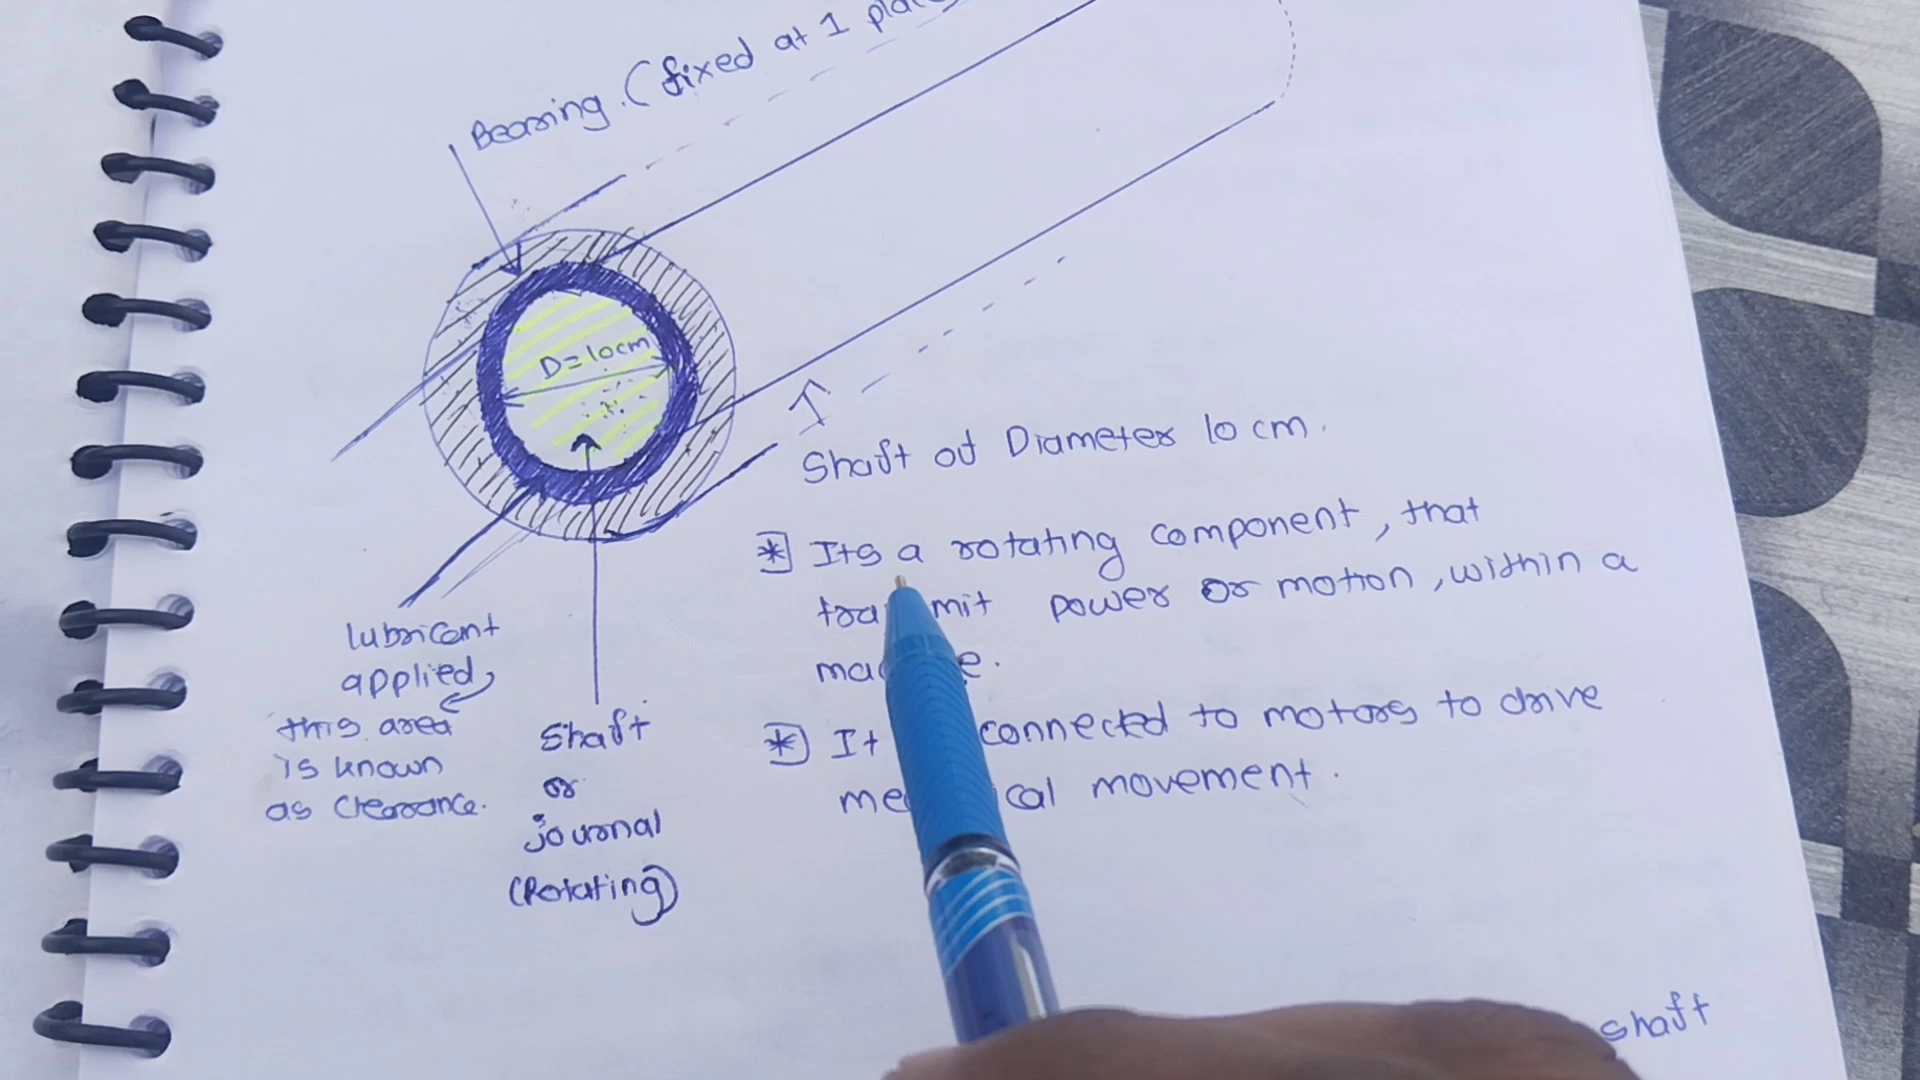 Bearing. (fixed at 1 place
D=10cm
Shaft of Diameter 10 cm.
* Its a rotating component, that
mit power or motion, within a
* It connected to motors to drive
movement.
lubricant
applied
this area
is known
as Clearance.
Shaft
or
journal
(Rotating)
shaft